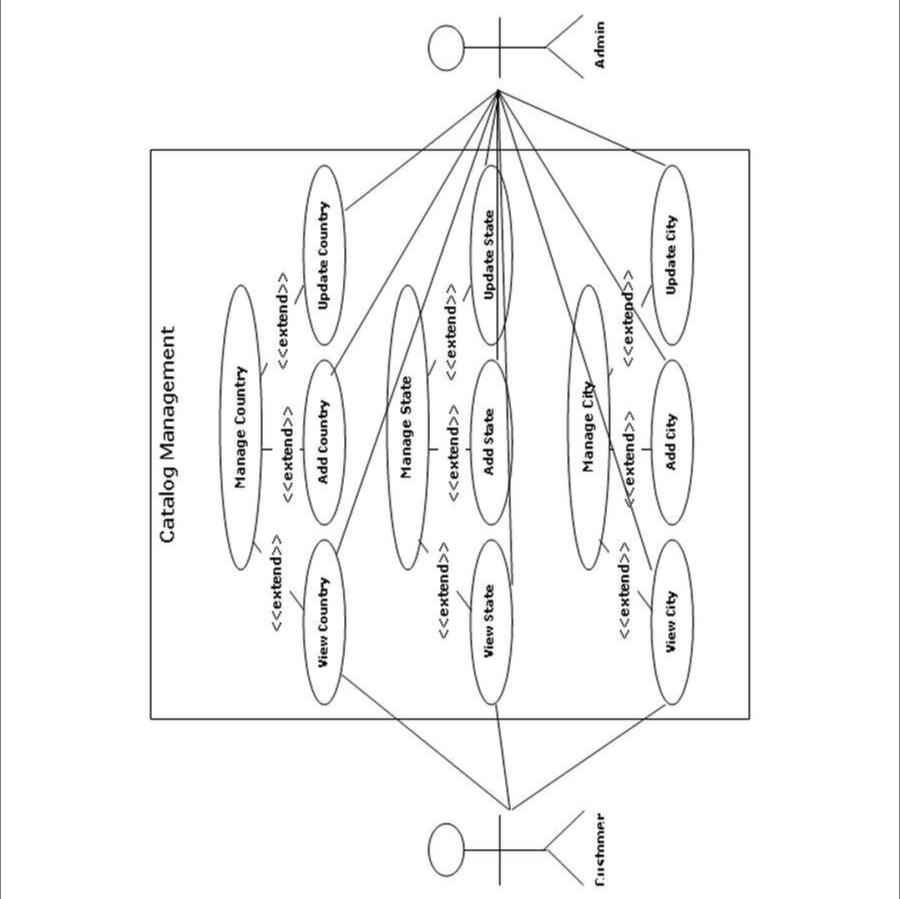 Catalog Management
Manage Country
<<extend>>
<<extend>>
<<extend>>
View Country
Add Country
Update Country
Manage State
<<extend>>
<<extend>>
<<extend>>
View State
Add State
Update State
Manage City
<<extend>>
<<extend>>
<<extend>>
View City
Add City
Update City
Customer
Admin